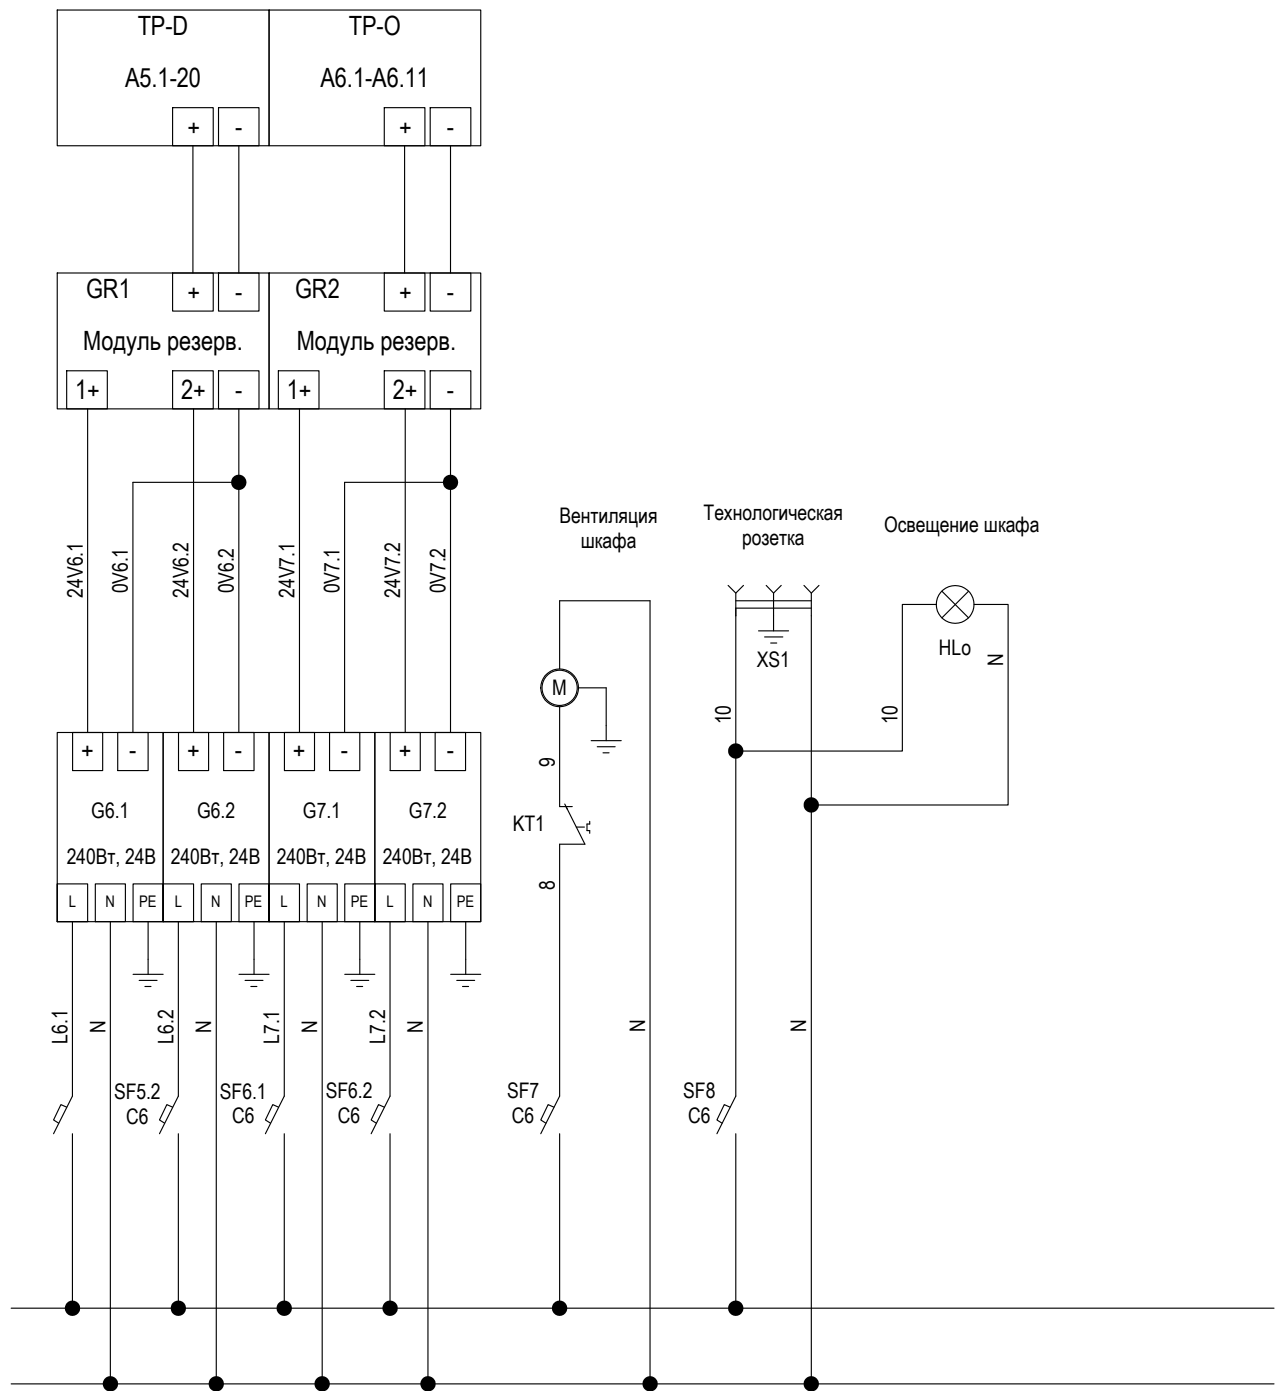 TP-D
TP-O
A5.1-20
A6.1-A6.11
+ - + -
GR1 + - GR2 + -
Модуль резерв.
Модуль резерв.
1+ 2+ - 1+ 2+ -
Вентиляция
шкафа
Технологическая
розетка
Освещение шкафа
24V6.1
0V6.1
24V6.2
0V6.2
24V7.1
0V7.1
24V7.2
0V7.2
XS1
HLo
N
M
10
10
+ - + - + - + -
9
G6.1
G6.2
G7.1
G7.2
KT1
240Вт, 24В
240Вт, 24В
240Вт, 24В
240Вт, 24В
8
L N PE L N PE L N PE L N PE
L6.1
N
L6.2
N
L7.1
N
L7.2
N
N
N
SF5.2
C6
SF6.1
C6
SF6.2
C6
SF7
C6
SF8
C6